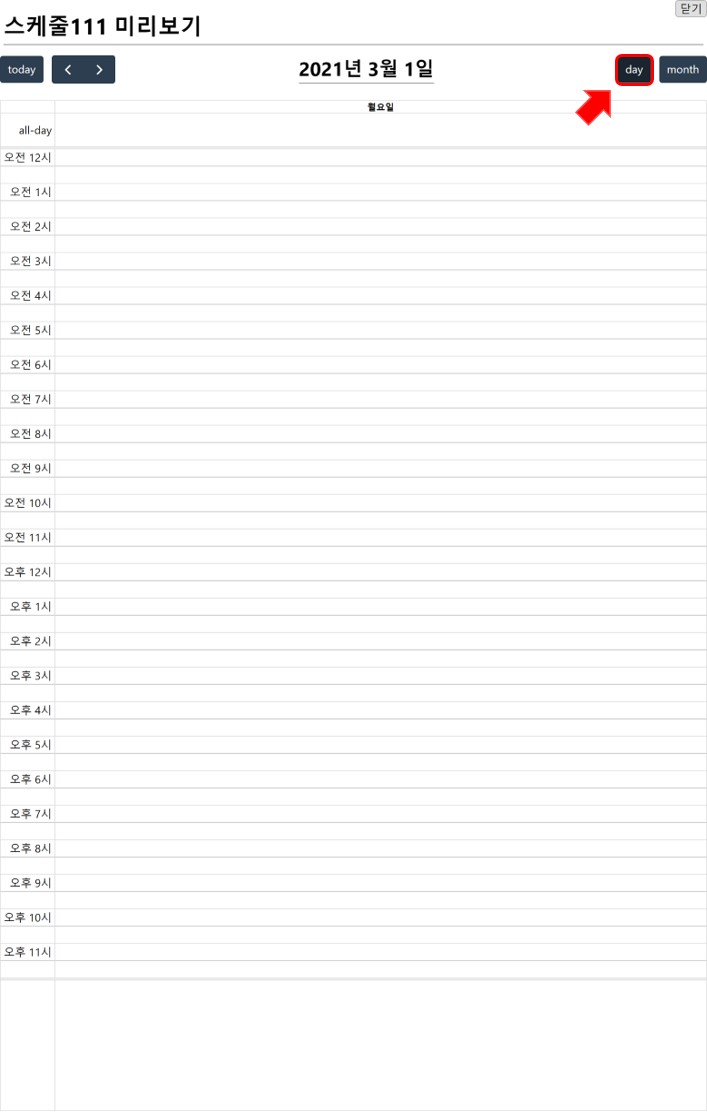 닫기
스케줄111 미리보기
today
2021년 3월 1일
day
month
월요일
all-day
오전 12시
오전 1시
오전 2시
오전 3시
오전 4시
오전 5시
오전 6시
오전 7시
오전 8시
오전 9시
오전 10시
오전 11시
오후 12시
오후 1시
오후 2시
오후 3시
오후 4시
오후 5시
오후 6시
오후 7시
오후 8시
오후 9시
오후 10시
오후 11시